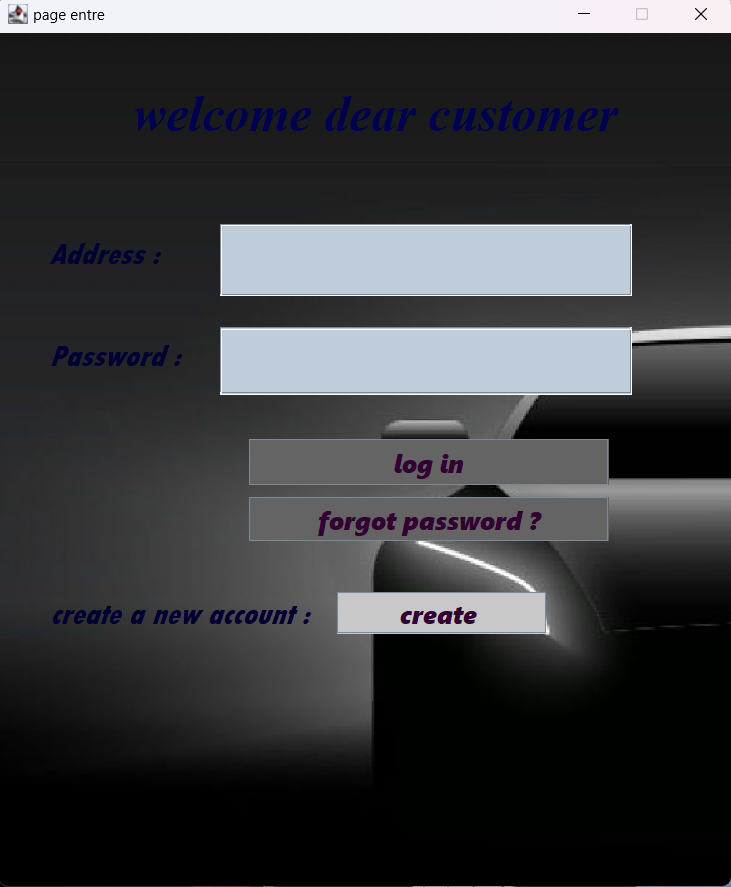 page entre
welcome dear customer
Address :
Password :
log in
forgot password ?
create a new account : create